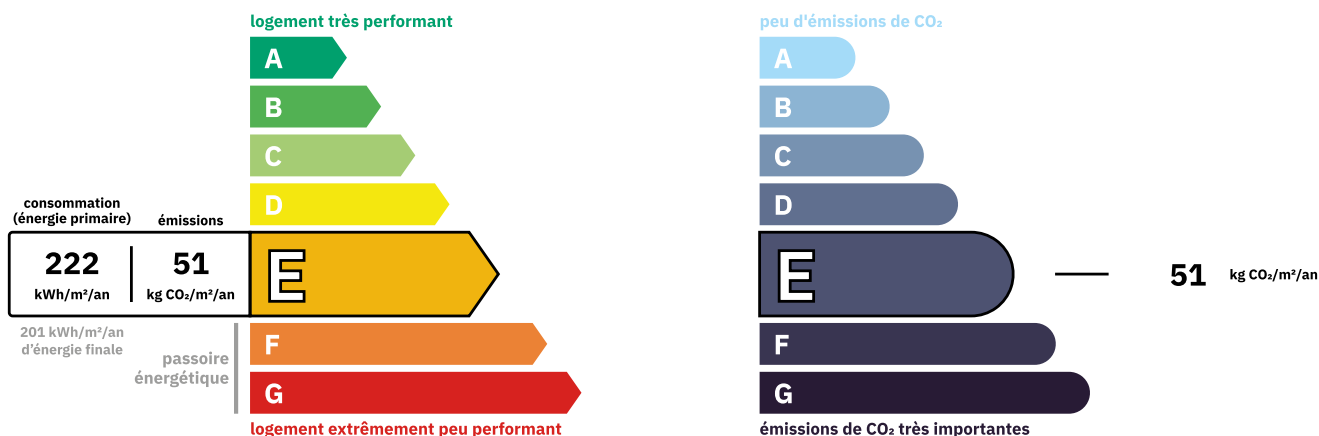 logement très performant
A
B
C
D
consommation
(énergie primaire)
émissions
222
kWh/m²/an
51
kg CO₂/m²/an
E
201 kWh/m²/an
d'énergie finale
passoire
énergétique
F
G
logement extrêmement peu performant
peu d'émissions de CO₂
A
B
C
D
E
51 kg CO₂/m²/an
F
G
émissions de CO₂ très importantes